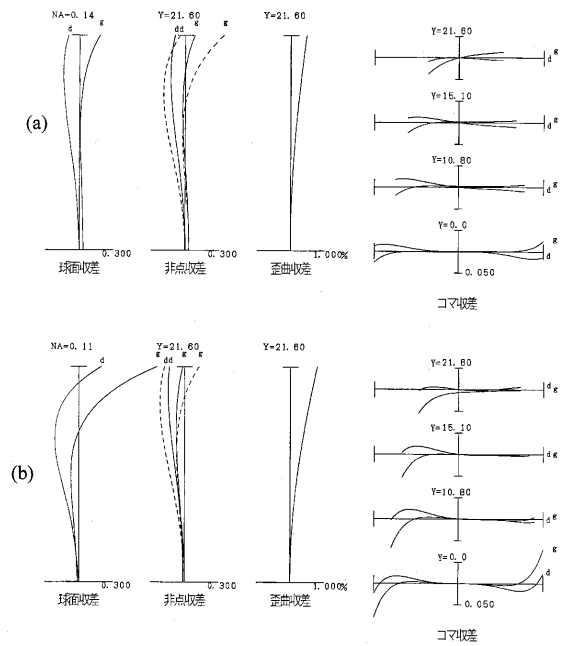 (a)
NA=0.14
d g
0.300
球面収差
Y=21.60
dd g g
0.300
非点収差
Y=21.60
1.000%
歪曲収差
Y=21.60
d g
Y=15.10
d g
Y=10.80
d g
Y=0.0
g
d
0.050
コマ収差
(b)
NA=0.11
d
0.300
球面収差
Y=21.60
g dd g g
0.300
非点収差
Y=21.60
1.000%
歪曲収差
Y=21.60
d g
Y=15.10
d g
Y=10.80
d g
Y=0.0
g
d
0.050
コマ収差